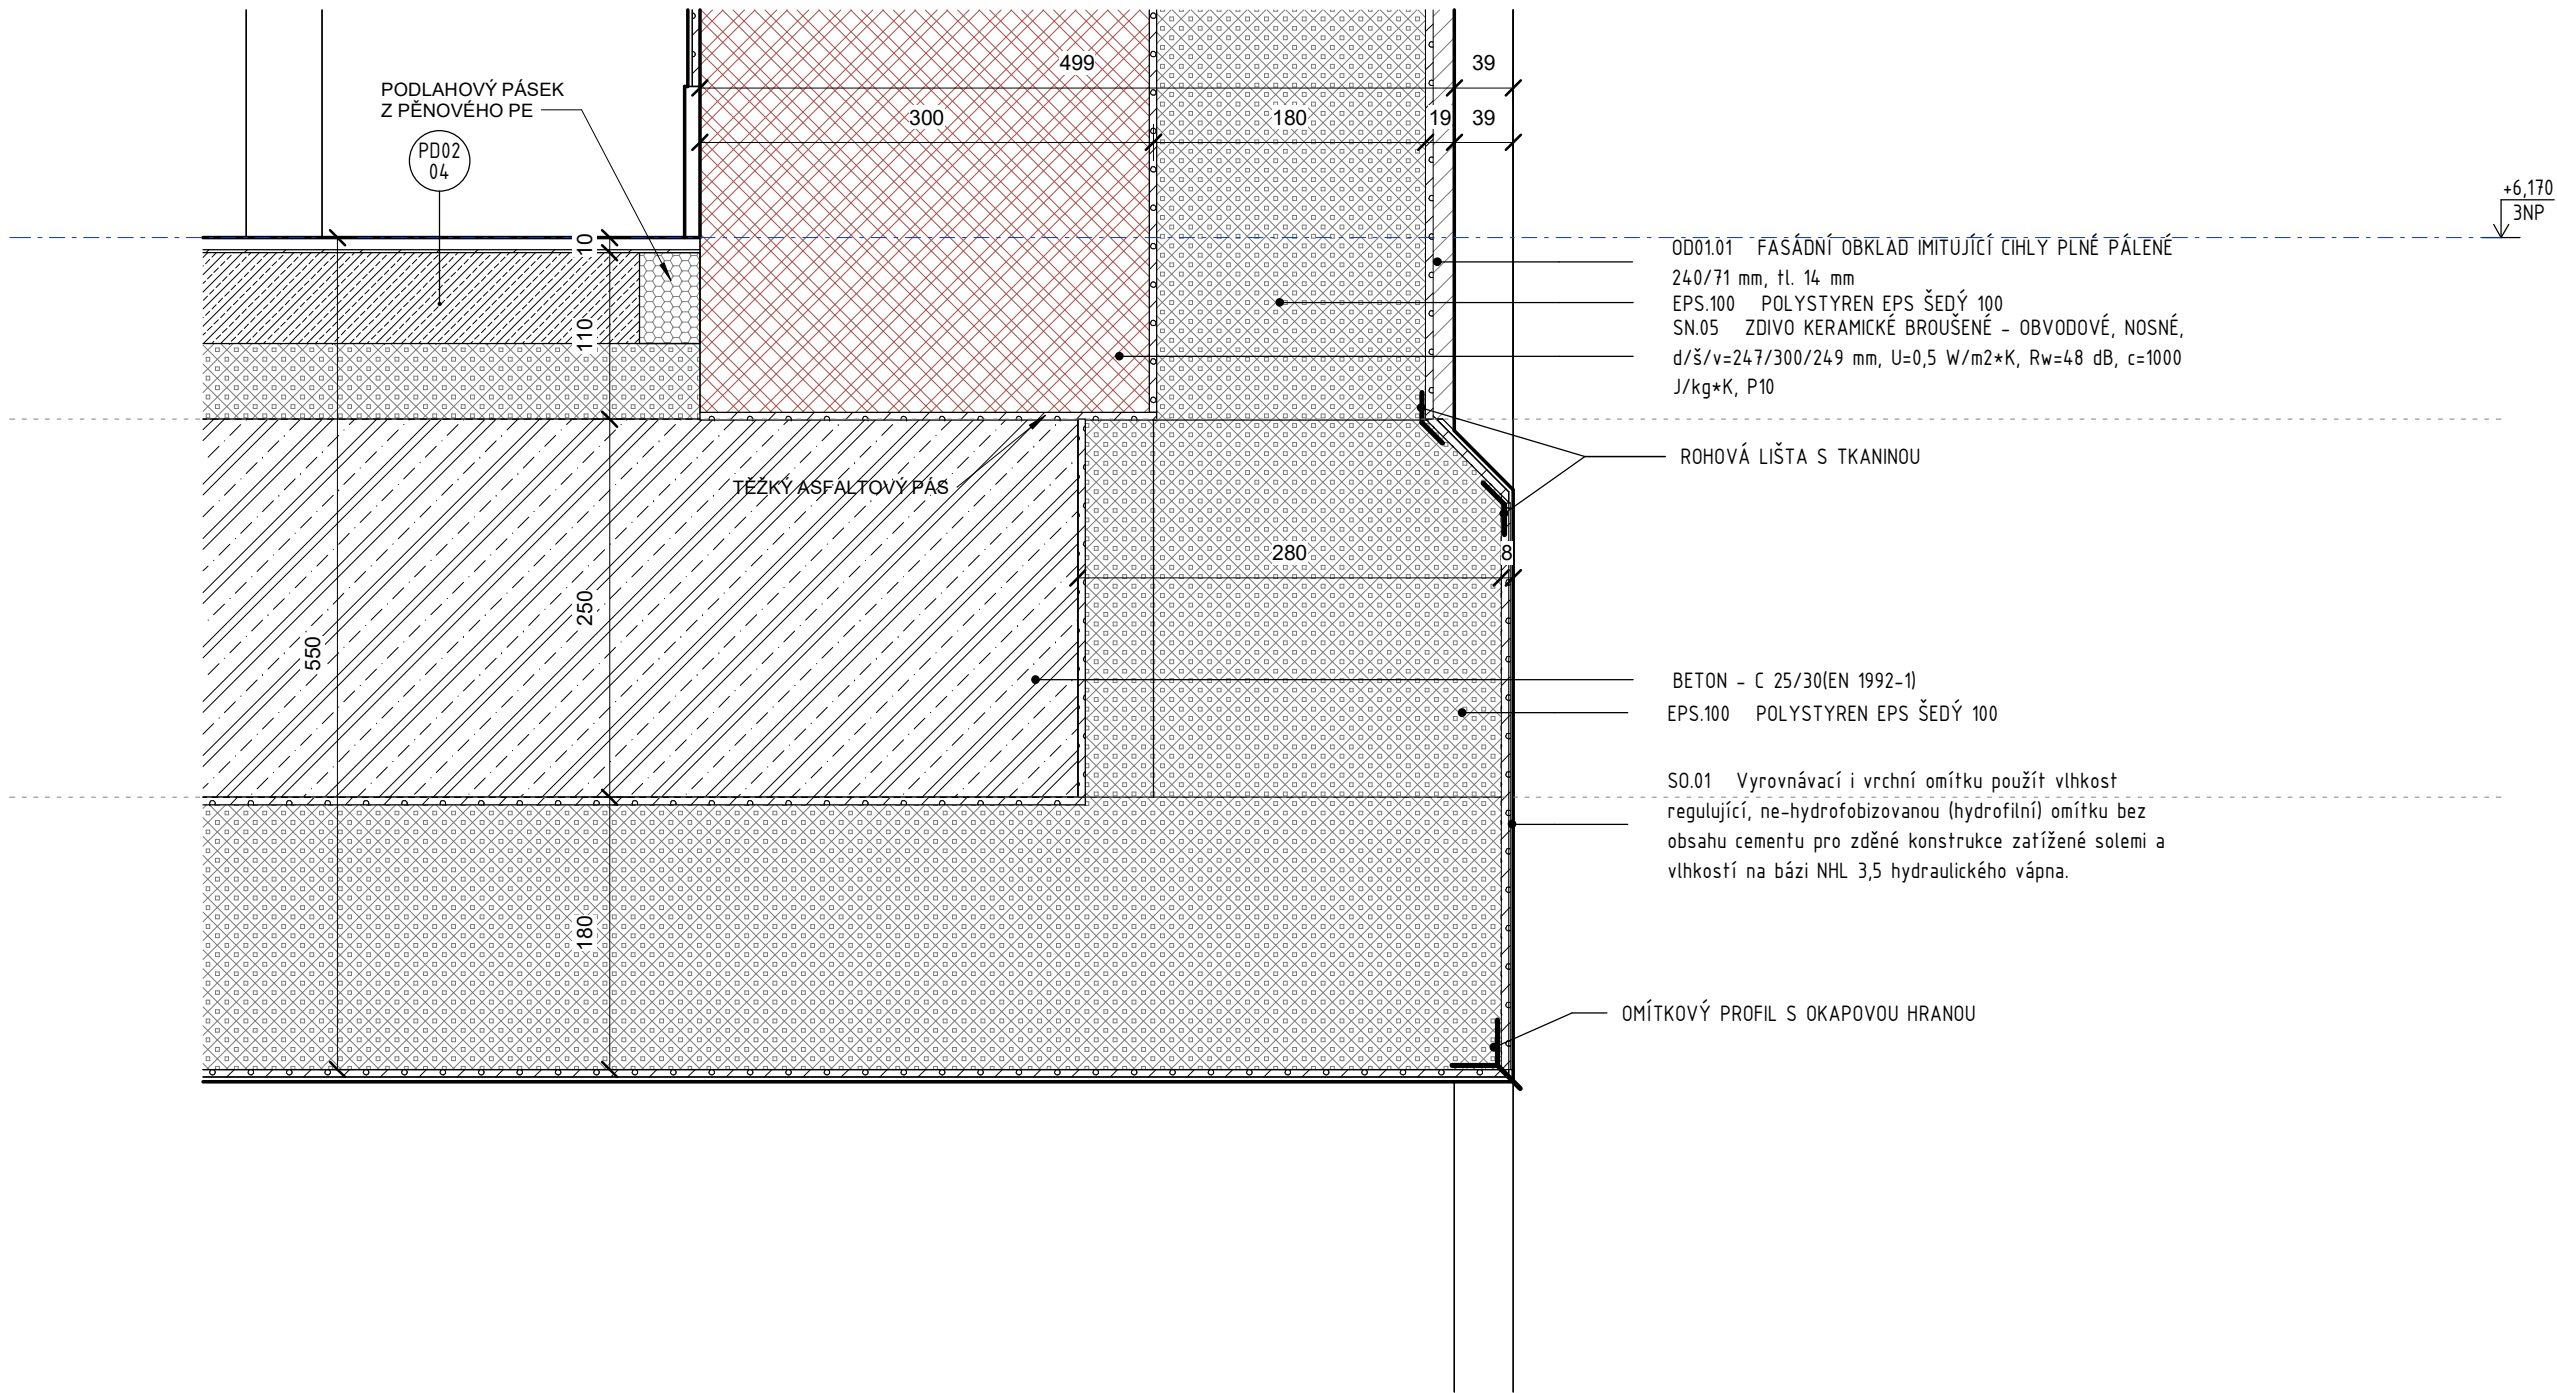 499
39
PODLAHOVÝ PÁSEK
Z PĚNOVÉHO PE
300
180
19
39
PD02
04
+6,170
3NP
10
OD01.01 FASÁDNÍ OBKLAD IMITUJÍCÍ CIHLY PLNÉ PÁLENÉ
240/71 mm, tl. 14 mm
EPS.100 POLYSTYREN EPS ŠEDÝ 100
SN.05 ZDIVO KERAMICKÉ BROUŠENÉ - OBVODOVÉ, NOSNÉ,
d/š/v=247/300/249 mm, U=0,5 W/m2*K, Rw=48 dB, c=1000
J/kg*K, P10
110
ROHOVÁ LIŠTA S TKANINOU
TĚŽKÝ ASFALTOVÝ PÁS
280
8
250
550
BETON - C 25/30(EN 1992-1)
EPS.100 POLYSTYREN EPS ŠEDÝ 100
SO.01 Vyrovnávací i vrchní omítku použít vlhkost
regulující, ne-hydrofobizovanou (hydrofilní) omítku bez
obsahu cementu pro zděné konstrukce zatížené solemi a
vlhkostí na bázi NHL 3,5 hydraulického vápna.
180
OMÍTKOVÝ PROFIL S OKAPOVOU HRANOU